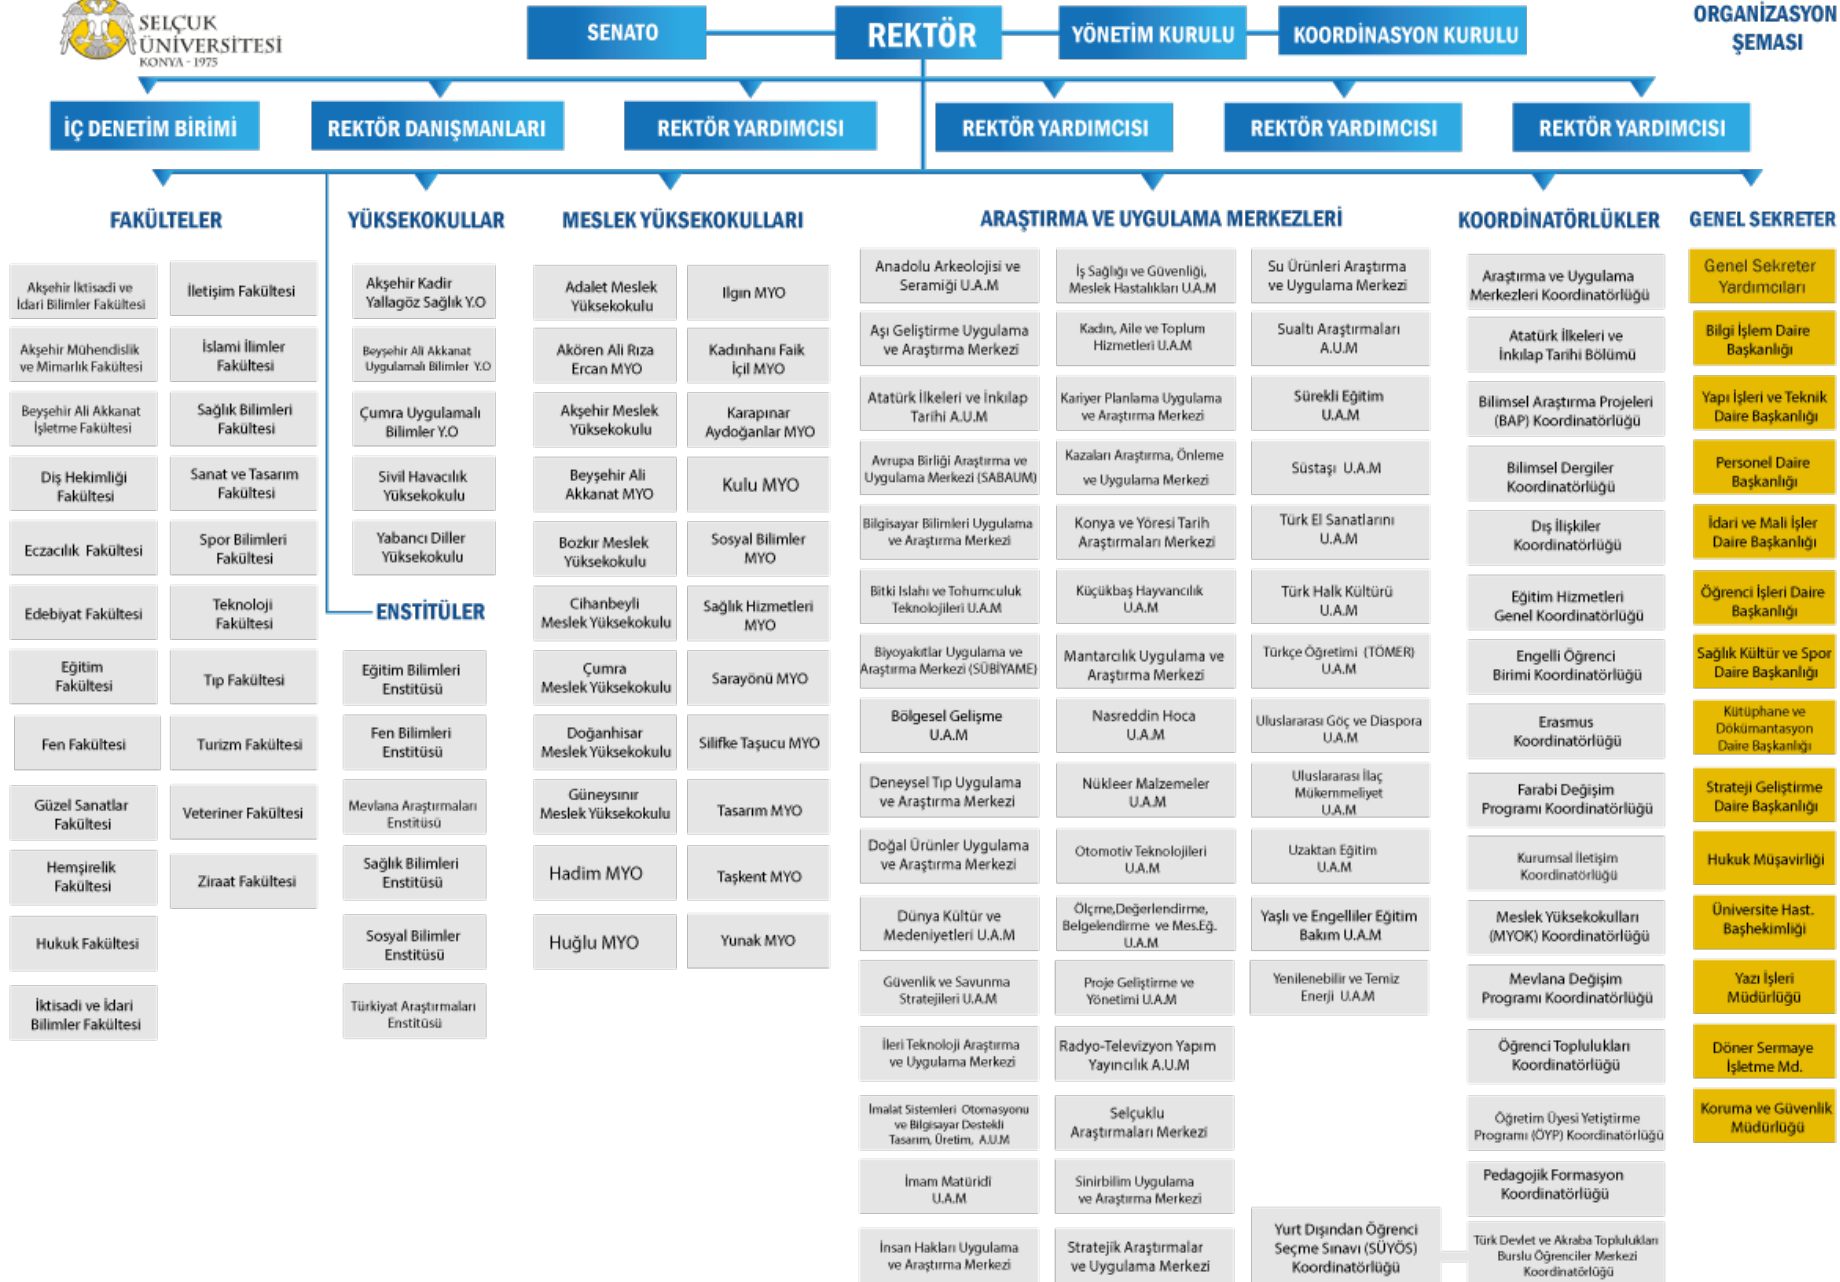 SELÇUK
ÜNİVERSİTESİ
KONYA - 1975
SENATO
REKTÖR
YÖNETİM KURULU
KOORDİNASYON KURULU
ORGANİZASYON
ŞEMASI
İÇ DENETİM BİRİMİ
REKTÖR DANIŞMANLARI
REKTÖR YARDIMCISI
REKTÖR YARDIMCISI
REKTÖR YARDIMCISI
REKTÖR YARDIMCISI
FAKÜLTELER
Akşehir İktisadi ve
İdari Bilimler Fakültesi
Akşehir Mühendislik
ve Mimarlık Fakültesi
Beyşehir Ali Akkanat
İşletme Fakültesi
Diş Hekimliği
Fakültesi
Eczacılık Fakültesi
Edebiyat Fakültesi
Eğitim
Fakültesi
Fen Fakültesi
Güzel Sanatlar
Fakültesi
Hemşirelik
Fakültesi
Hukuk Fakültesi
İktisadi ve İdari
Bilimler Fakültesi
İletişim Fakültesi
İslami İlimler
Fakültesi
Sağlık Bilimleri
Fakültesi
Sanat ve Tasarım
Fakültesi
Spor Bilimleri
Fakültesi
Teknoloji
Fakültesi
Tıp Fakültesi
Turizm Fakültesi
Veteriner Fakültesi
Ziraat Fakültesi
YÜKSEKOKULLAR
Akşehir Kadir
Yallagöz Sağlık Y.O
Beyşehir Ali Akkanat
Uygulamalı Bilimler Y.O
Çumra Uygulamalı
Bilimler Y.O
Sivil Havacılık
Yüksekokulu
Yabancı Diller
Yüksekokulu
ENSTİTÜLER
Eğitim Bilimleri
Enstitüsü
Fen Bilimleri
Enstitüsü
Mevlana Araştırmaları
Enstitüsü
Sağlık Bilimleri
Enstitüsü
Sosyal Bilimler
Enstitüsü
Türkiyat Araştırmaları
Enstitüsü
MESLEK YÜKSEKOKULLARI
Adalet Meslek
Yüksekokulu
Akören Ali Rıza
Ercan MYO
Akşehir Meslek
Yüksekokulu
Beyşehir Ali
Akkanat MYO
Bozkır Meslek
Yüksekokulu
Cihanbeyli
Meslek Yüksekokulu
Çumra
Meslek Yüksekokulu
Doğanhisar
Meslek Yüksekokulu
Güneysınır
Meslek Yüksekokulu
Hadim MYO
Huğlu MYO
Ilgın MYO
Kadınhanı Faik
İçil MYO
Karapınar
Aydoğanlar MYO
Kulu MYO
Sosyal Bilimler
MYO
Sağlık Hizmetleri
MYO
Sarayönü MYO
Silifke Taşucu MYO
Tasarım MYO
Taşkent MYO
Yunak MYO
ARAŞTIRMA VE UYGULAMA MERKEZLERİ
Anadolu Arkeolojisi ve
Seramiği U.A.M
Aşı Geliştirme Uygulama
ve Araştırma Merkezi
Atatürk İlkeleri ve İnkılap
Tarihi A.U.M
Avrupa Birliği Araştırma ve
Uygulama Merkezi (SABAUM)
Bilgisayar Bilimleri Uygulama
ve Araştırma Merkezi
Bitki Islahı ve Tohumculuk
Teknolojileri U.A.M
Biyoyakıtlar Uygulama ve
Araştırma Merkezi (SÜBİYAME)
Bölgesel Gelişme
U.A.M
Deneysel Tıp Uygulama
ve Araştırma Merkezi
Doğal Ürünler Uygulama
ve Araştırma Merkezi
Dünya Kültür ve
Medeniyetleri U.A.M
Güvenlik ve Savunma
Stratejileri U.A.M
İleri Teknoloji Araştırma
ve Uygulama Merkezi
İmalat Sistemleri Otomasyonu
ve Bilgisayar Destekli
Tasarım, Üretim, A.U.M
İmam Matüridi
U.A.M
İnsan Hakları Uygulama
ve Araştırma Merkezi
İş Sağlığı ve Güvenliği,
Meslek Hastalıkları U.A.M
Kadın, Aile ve Toplum
Hizmetleri U.A.M
Kariyer Planlama Uygulama
ve Araştırma Merkezi
Kazaları Araştırma, Önleme
ve Uygulama Merkezi
Konya ve Yöresi Tarih
Araştırmaları Merkezi
Küçükbaş Hayvancılık
U.A.M
Mantarcılık Uygulama ve
Araştırma Merkezi
Nasreddin Hoca
U.A.M
Nükleer Malzemeler
U.A.M
Otomotiv Teknolojileri
U.A.M
Ölçme,Değerlendirme,
Belgelendirme ve Mes.Eğ.
U.A.M
Proje Geliştirme ve
Yönetimi U.A.M
Radyo-Televizyon Yapım
Yayıncılık A.U.M
Selçuklu
Araştırmaları Merkezi
Sinirbilim Uygulama
ve Araştırma Merkezi
Stratejik Araştırmalar
ve Uygulama Merkezi
Su Ürünleri Araştırma
ve Uygulama Merkezi
Sualtı Araştırmaları
A.U.M
Sürekli Eğitim
U.A.M
Süstaşı U.A.M
Türk El Sanatlarını
U.A.M
Türk Halk Kültürü
U.A.M
Türkçe Öğretimi (TÖMER)
U.A.M
Uluslararası Göç ve Diaspora
U.A.M
Uluslararası İlaç
Mükemmeliyet
U.A.M
Uzaktan Eğitim
U.A.M
Yaşlı ve Engelliler Eğitim
Bakım U.A.M
Yenilenebilir ve Temiz
Enerji U.A.M
Yurt Dışından Öğrenci
Seçme Sınavı (SÜYÖS)
Koordinatörlüğü
KOORDİNATÖRLÜKLER
Araştırma ve Uygulama
Merkezleri Koordinatörlüğü
Atatürk İlkeleri ve
İnkılap Tarihi Bölümü
Bilimsel Araştırma Projeleri
(BAP) Koordinatörlüğü
Bilimsel Dergiler
Koordinatörlüğü
Dış İlişkiler
Koordinatörlüğü
Eğitim Hizmetleri
Genel Koordinatörlüğü
Engelli Öğrenci
Birimi Koordinatörlüğü
Erasmus
Koordinatörlüğü
Farabi Değişim
Programı Koordinatörlüğü
Kurumsal İletişim
Koordinatörlüğü
Meslek Yüksekokulları
(MYOK) Koordinatörlüğü
Mevlana Değişim
Programı Koordinatörlüğü
Öğrenci Toplulukları
Koordinatörlüğü
Öğretim Üyesi Yetiştirme
Programı (ÖYP) Koordinatörlüğü
Pedagojik Formasyon
Koordinatörlüğü
Türk Devlet ve Akraba Toplulukları
Burslu Öğrenciler Merkezi
Koordinatörlüğü
GENEL SEKRETER
Genel Sekreter
Yardımcıları
Bilgi İşlem Daire
Başkanlığı
Yapı İşleri ve Teknik
Daire Başkanlığı
Personel Daire
Başkanlığı
İdari ve Mali İşler
Daire Başkanlığı
Öğrenci İşleri Daire
Başkanlığı
Sağlık Kültür ve Spor
Daire Başkanlığı
Kütüphane ve
Dökümantasyon
Daire Başkanlığı
Strateji Geliştirme
Daire Başkanlığı
Hukuk Müşavirliği
Üniversite Hast.
Başhekimliği
Yazı İşleri
Müdürlüğü
Döner Sermaye
İşletme Md.
Koruma ve Güvenlik
Müdürlüğü